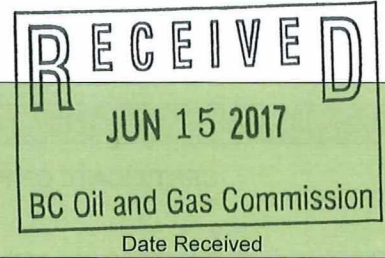 RECEIVED
JUN 15 2017
BC Oil and Gas Commission
Date Received